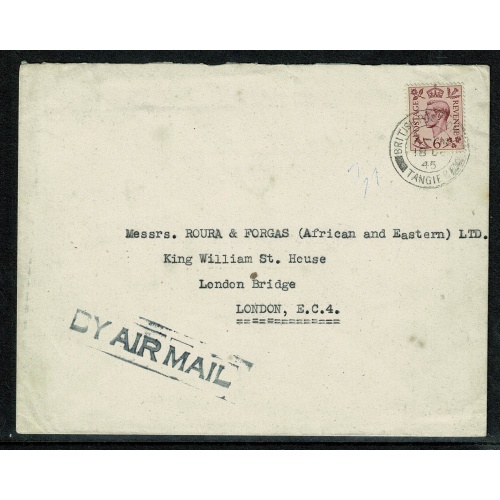 POSTAGE REVENUE
6D
BRITISH
18
45
TANGIER
Messrs. ROURA & FORGAS (African and Eastern) LTD.
King William St. House
London Bridge
LONDON, E.C.4.
BY AIR MAIL